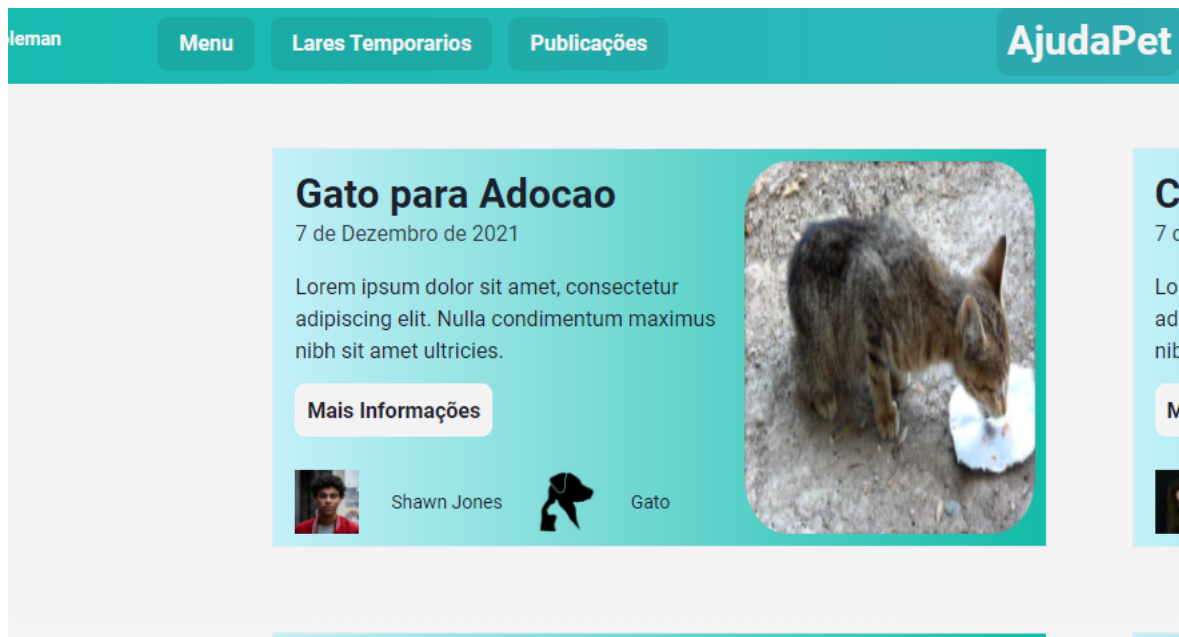 Menu
Lares Temporarios
Publicações
AjudaPet
Gato para Adocao
7 de Dezembro de 2021
Lorem ipsum dolor sit amet, consectetur
adipiscing elit. Nulla condimentum maximus
nibh sit amet ultricies.
Mais Informações
Shawn Jones
Gato